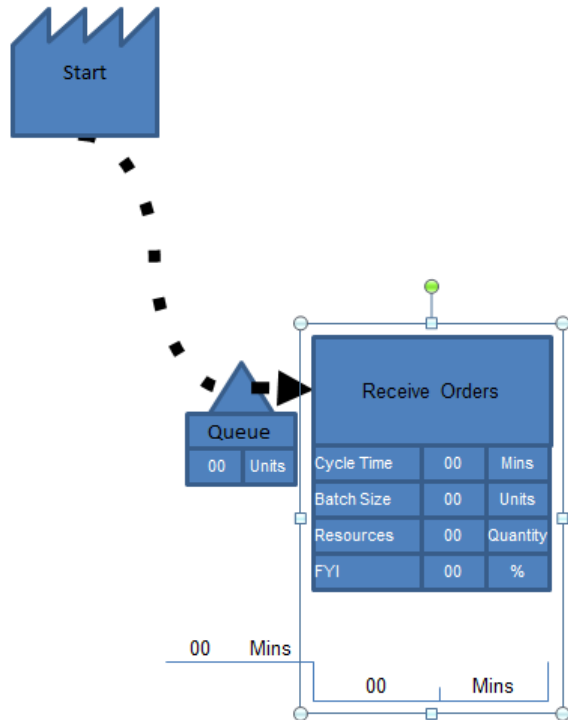 Start
Receive Orders
Queue
00 Units
Cycle Time 00 Mins
Batch Size 00 Units
Resources 00 Quantity
FYI 00 %
00 Mins
00 Mins